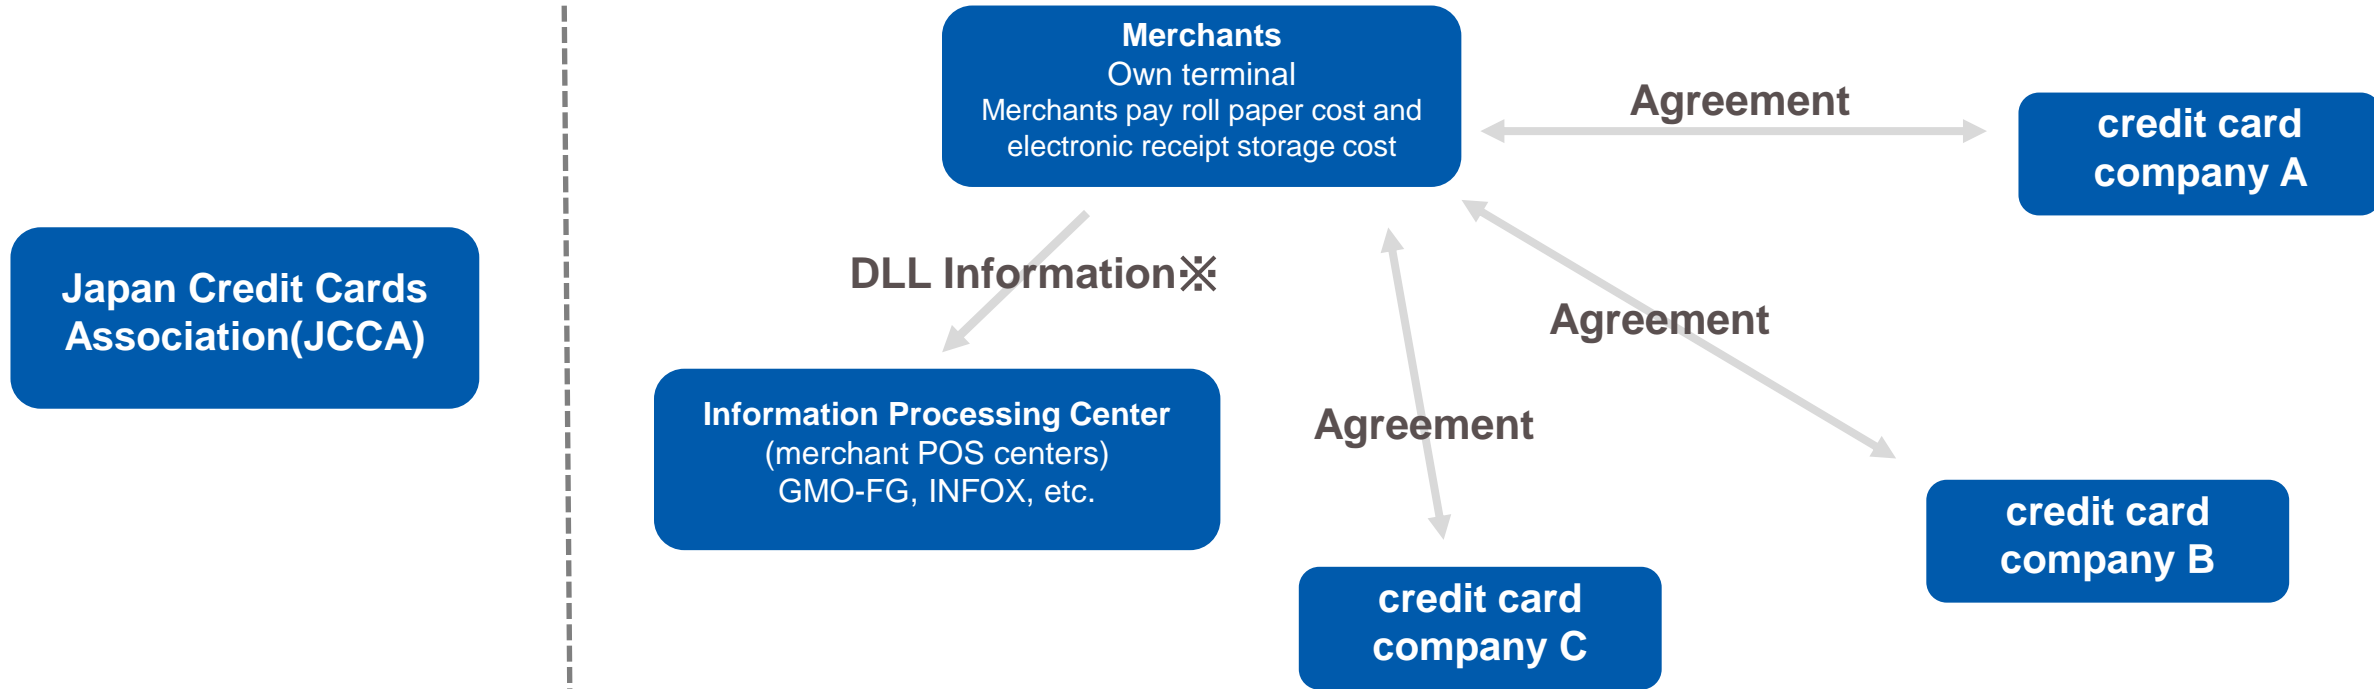 Merchants
Own terminal
Merchants pay roll paper cost and
electronic receipt storage cost
Agreement
credit card
company A
Japan Credit Cards
Association(JCCA)
DLL Information※
Agreement
Information Processing Center
(merchant POS centers)
GMO-FG, INFOX, etc.
Agreement
credit card
company B
credit card
company C